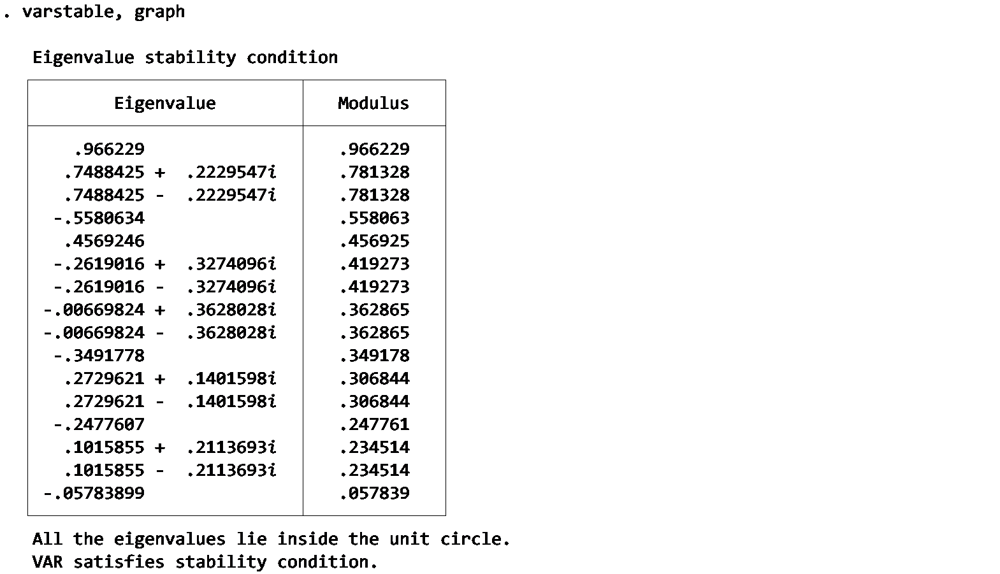 . varstable, graph
Eigenvalue stability condition
Eigenvalue Modulus
.966229 .966229
.7488425 + .2229547i .781328
.7488425 - .2229547i .781328
-.5580634 .558063
.4569246 .456925
-.2619016 + .3274096i .419273
-.2619016 - .3274096i .419273
-.00669824 + .3628028i .362865
-.00669824 - .3628028i .362865
-.3491778 .349178
.2729621 + .1401598i .306844
.2729621 - .1401598i .306844
-.2477607 .247761
.1015855 + .2113693i .234514
.1015855 - .2113693i .234514
-.05783899 .057839
All the eigenvalues lie inside the unit circle.
VAR satisfies stability condition.